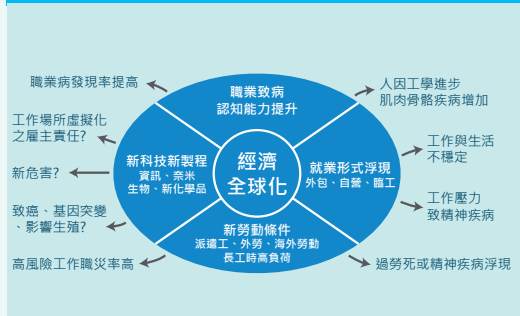 職業病發現率提高
職業致病
認知能力提升
人因工學進步
肌肉骨骼疾病增加
工作場所虛擬化
之雇主責任?
新危害?
致癌、基因突變
、影響生殖?
高風險工作職災率高
新科技新製程
資訊、奈米
生物、新化學品
經濟
全球化
就業形式浮現
外包、自營、臨工
新勞動條件
派遣工、外勞、海外勞動
長工時高負荷
工作與生活
不穩定
工作壓力
致精神疾病
過勞死或精神疾病浮現